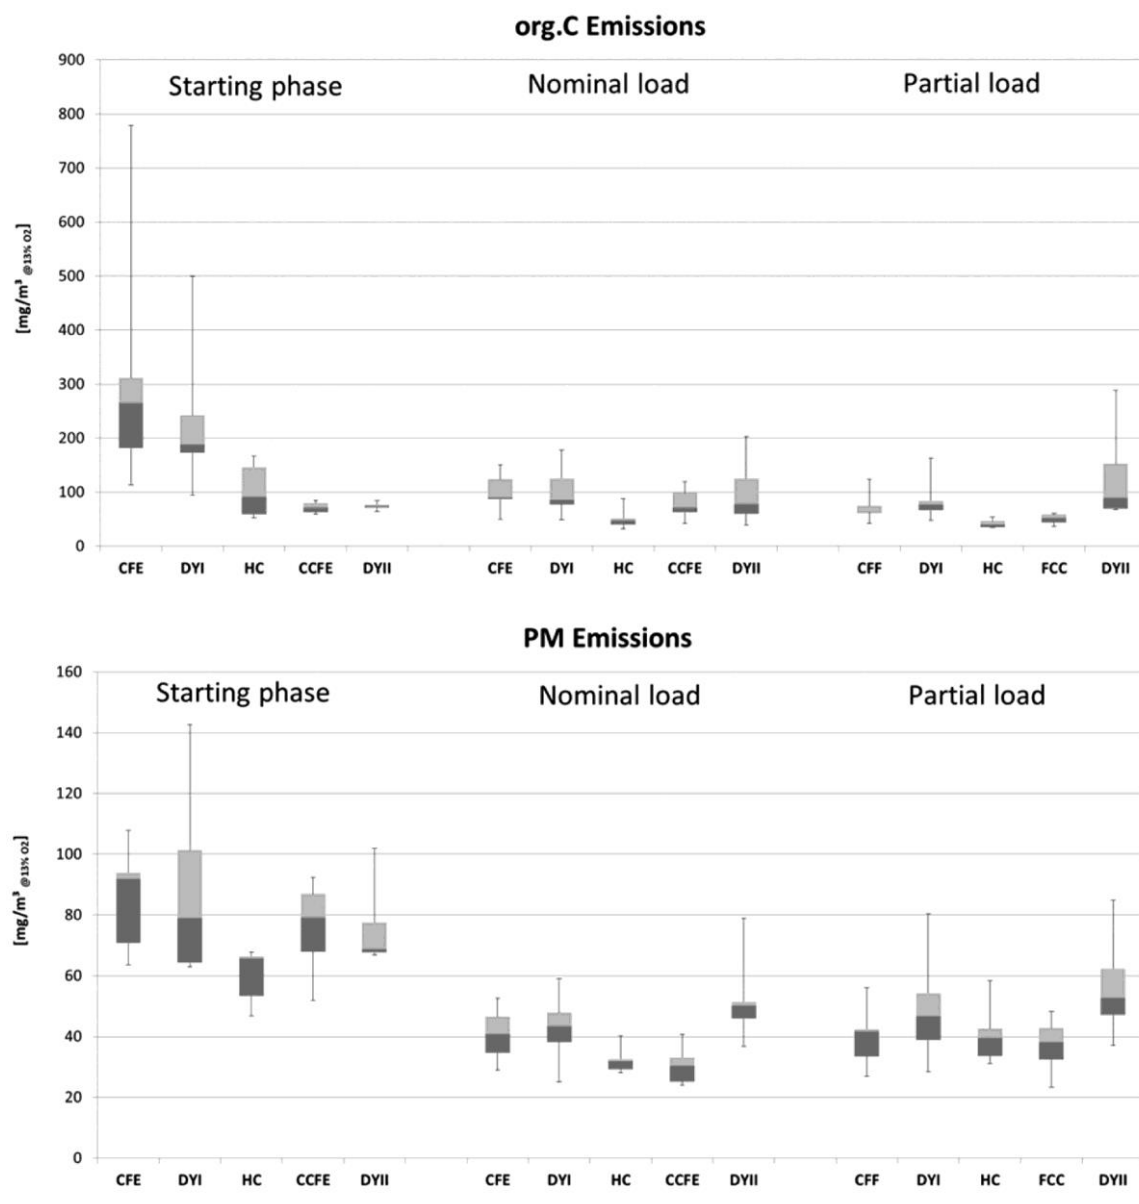 org.C Emissions
900
Starting phase Nominal load Partial load
800
700
600
500
400
300
200
100
0
[mg/m³ @13% O2]
CFE DYI HC CCFE DYII CFE DYI HC CCFE DYII CFF DYI HC FCC DYII
PM Emissions
160
Starting phase Nominal load Partial load
140
120
100
80
60
40
20
0
[mg/m³ @13% O2]
CFE DYI HC CCFE DYII CFE DYI HC CCFE DYII CFF DYI HC FCC DYII